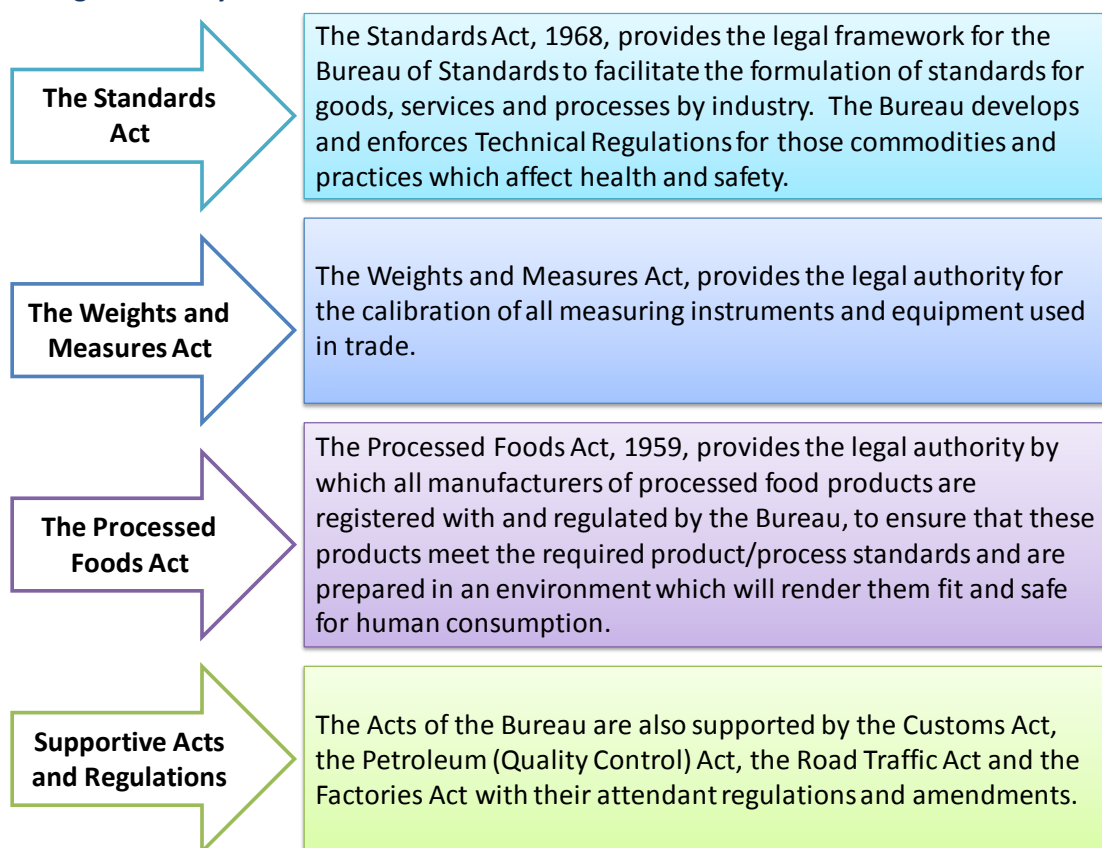 The Standards
Act
The Standards Act, 1968, provides the legal framework for the
Bureau of Standards to facilitate the formulation of standards for
goods, services and processes by industry.  The Bureau develops
and enforces Technical Regulations for those commodities and
practices which affect health and safety.
The Weights and
Measures Act
The Weights and Measures Act, provides the legal authority for
the calibration of all measuring instruments and equipment used
in trade.
The Processed
Foods Act
The Processed Foods Act, 1959, provides the legal authority by
which all manufacturers of processed food products are
registered with and regulated by the Bureau, to ensure that these
products meet the required product/process standards and are
prepared in an environment which will render them fit and safe
for human consumption.
Supportive Acts
and Regulations
The Acts of the Bureau are also supported by the Customs Act,
the Petroleum (Quality Control) Act, the Road Traffic Act and the
Factories Act with their attendant regulations and amendments.